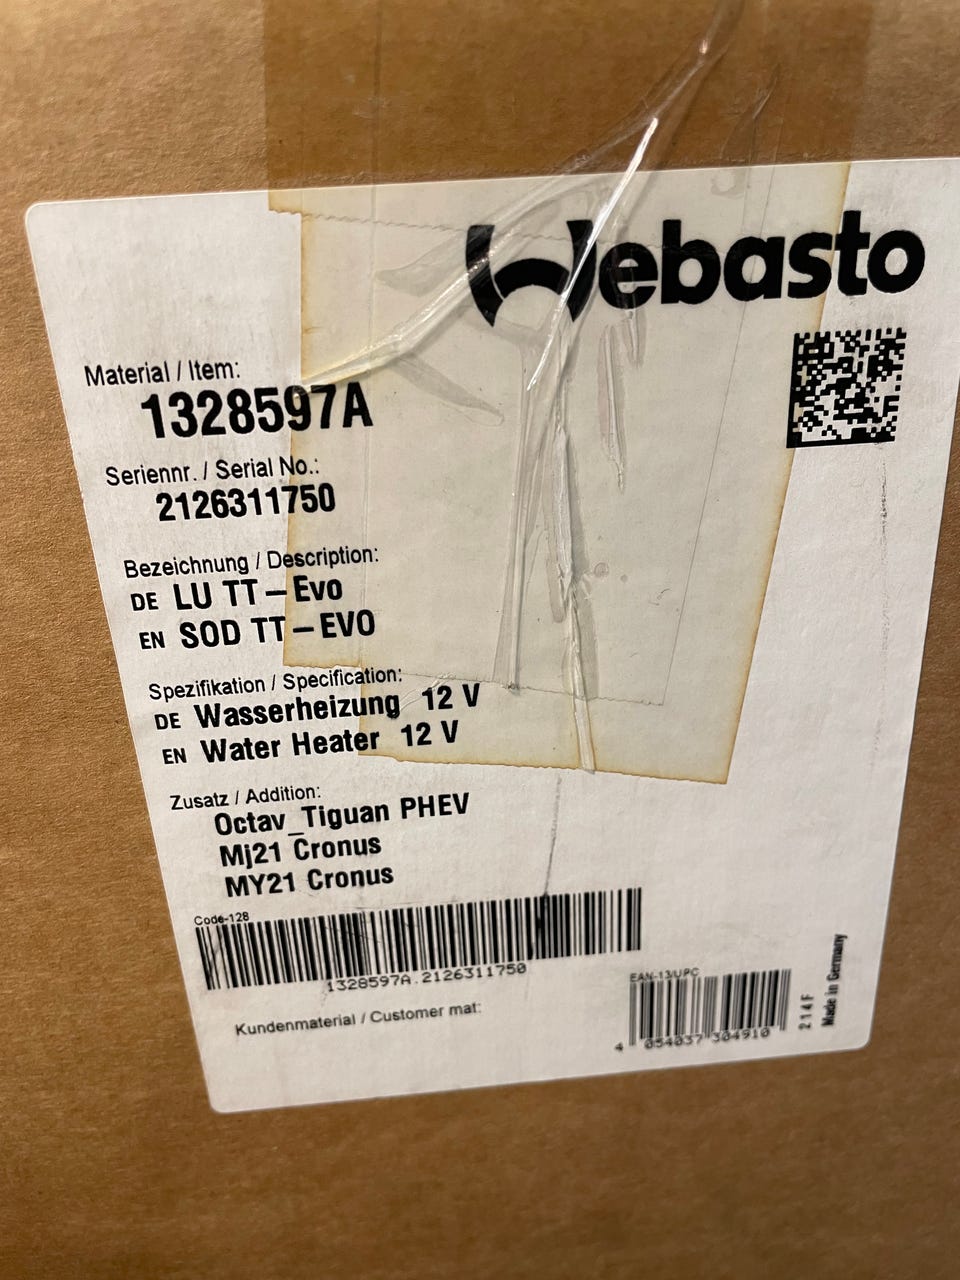 Webasto
Material / Item:
1328597A
Seriennr. / Serial No.:
2126311750
Bezeichnung / Description:
DE LU TT-Evo
EN SOD TT-EVO
Spezifikation / Specification:
DE Wasserheizung 12 V
EN Water Heater 12 V
Zusatz / Addition:
Octav_Tiguan PHEV
Mj21 Cronus
MY21 Cronus
Code-128
1328597A.2126311750
Kundenmaterial / Customer mat:
EAN-13/UPC
4 054037 304910
214F
Made in Germany